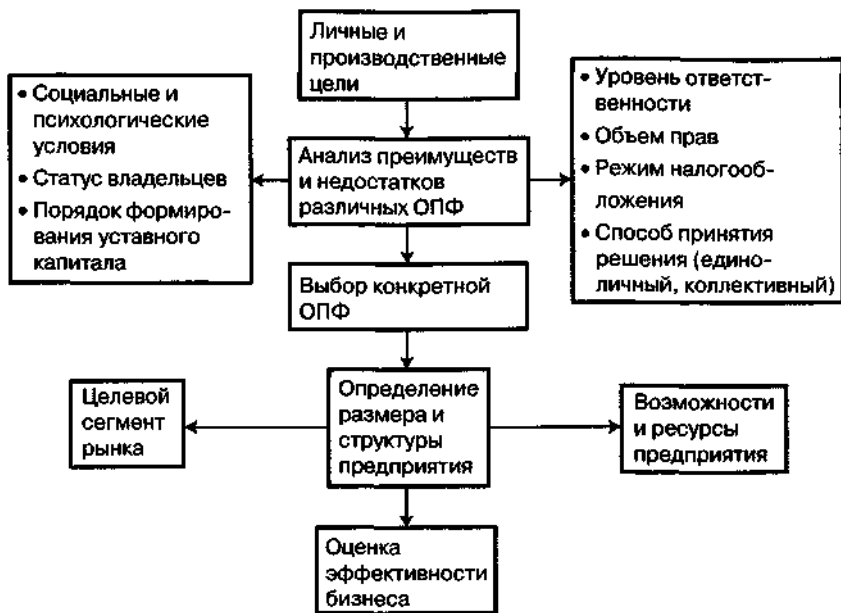 Личные и
производственные
цели
• Социальные и
психологические
условия
• Статус владельцев
• Порядок формиро-
вания уставного
капитала
Анализ преимуществ
и недостатков
различных ОПФ
• Уровень ответст-
венности
• Объем прав
• Режим налогооб-
ложения
• Способ принятия
решения (едино-
личный, коллективный)
Выбор конкретной
ОПФ
Целевой
сегмент
рынка
Определение
размера и
структуры
предприятия
Возможности
и ресурсы
предприятия
Оценка
эффективности
бизнеса